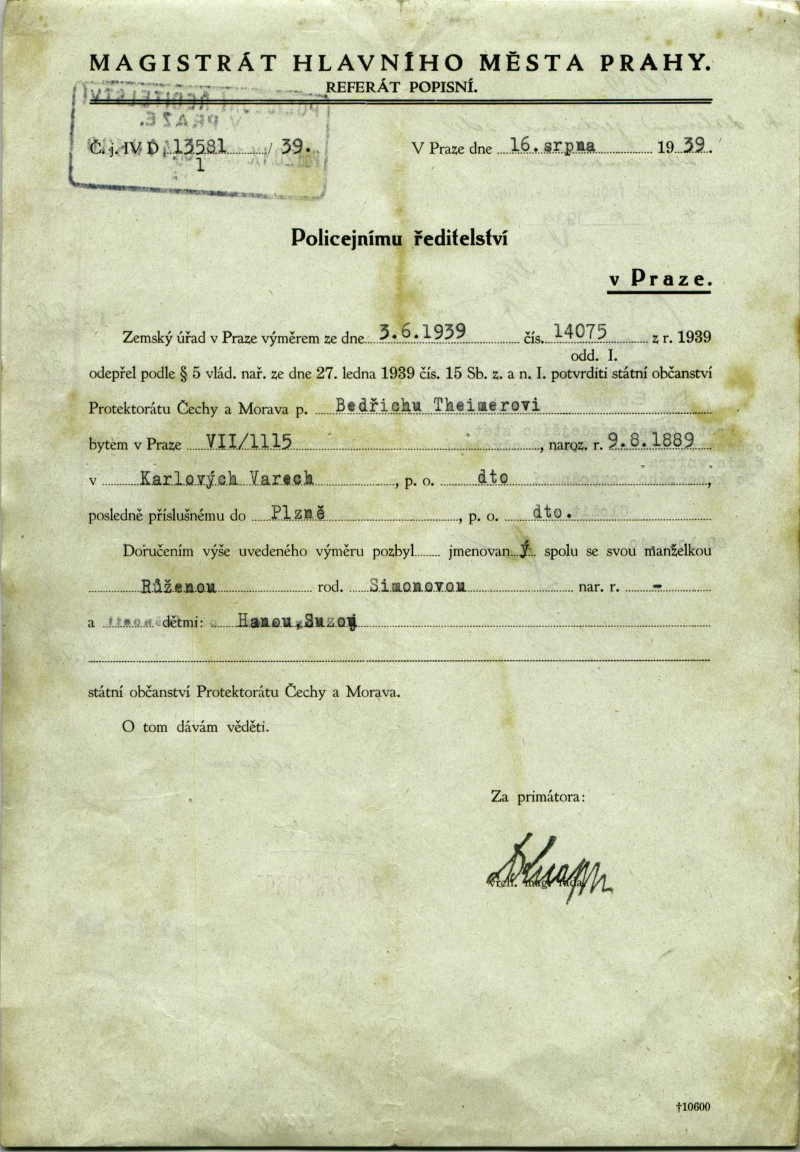 MAGISTRÁT HLAVNÍHO MĚSTA PRAHY.
REFERÁT POPISNÍ.
Č. j. IV D, 13581 / 39.
1
V Praze dne 16. srpna 1939.
Policejnímu ředitelství
v Praze.
Zemský úřad v Praze výměrem ze dne 3.6.1939 čís. 14075 z r. 1939
odd. I.
odepřel podle § 5 vlád. nař. ze dne 27. ledna 1939 čís. 15 Sb. z. a n. I. potvrditi státní občanství
Protektorátu Čechy a Morava p. Bedřichu Theimerovi
bytem v Praze VII/1115, naroz. r. 9.8.1889
v Karlových Varech, p. o. dto,
posledně příslušnému do Plzně, p. o. dto.
Doručením výše uvedeného výměru pozbyl jmenovaný spolu se svou manželkou
Růženou rod. Simonovou nar. r. -
a dětmi: Hanou, Suzou
státní občanství Protektorátu Čechy a Morava.
O tom dávám věděti.
Za primátora:
†10600